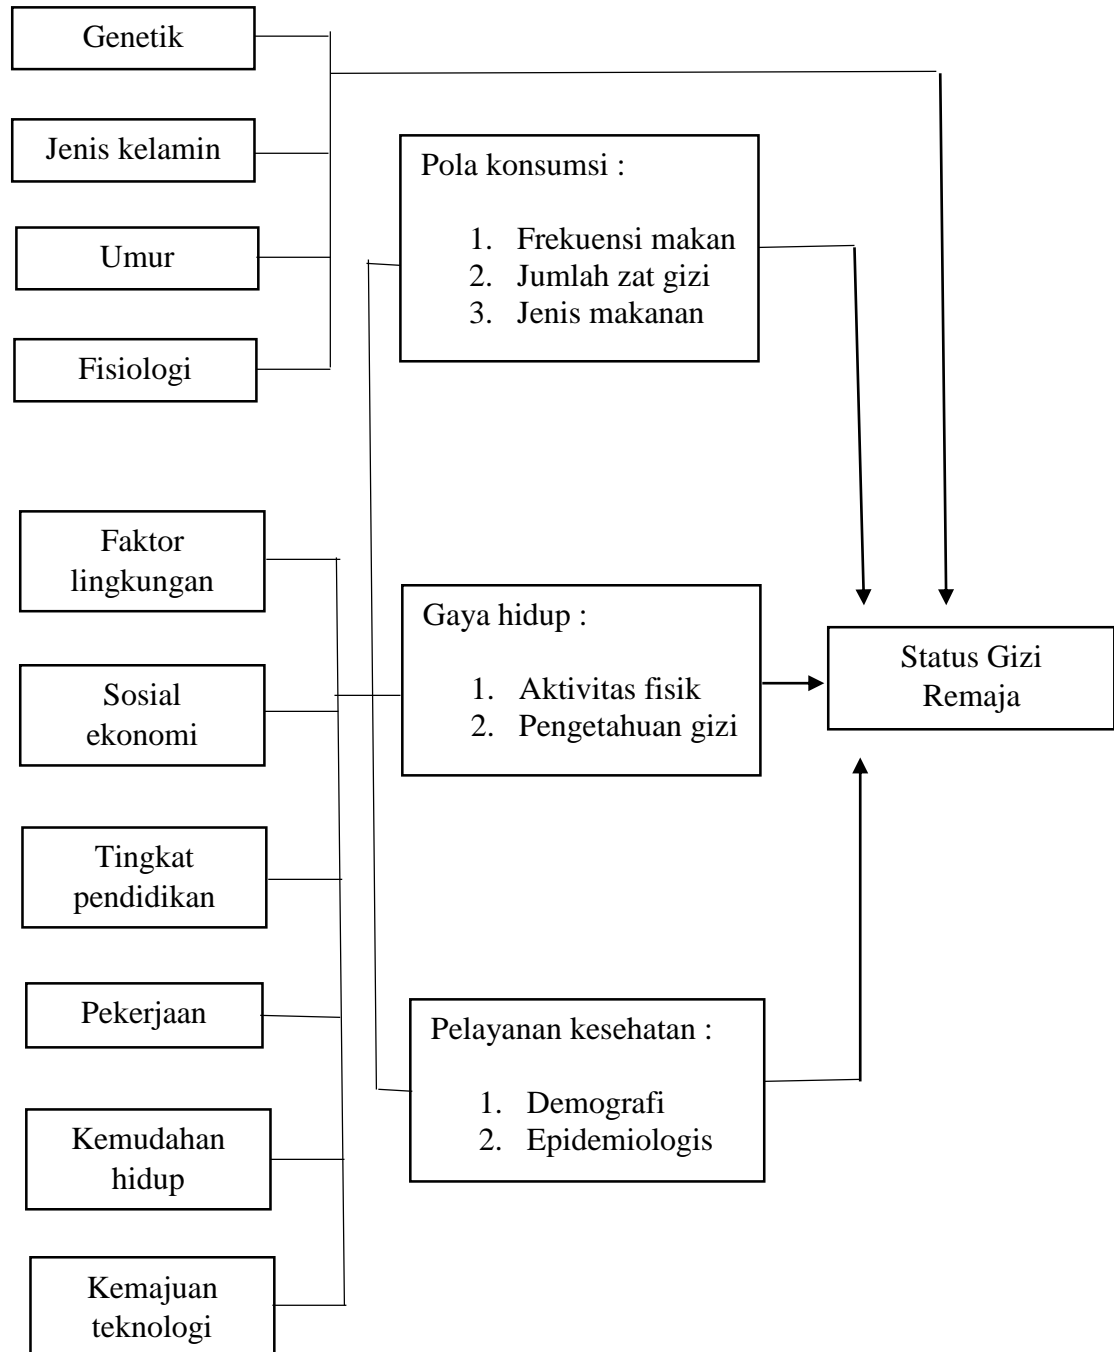 Genetik
Jenis kelamin
Umur
Fisiologi
Faktor
lingkungan
Sosial
ekonomi
Tingkat
pendidikan
Pekerjaan
Kemudahan
hidup
Kemajuan
teknologi
Pola konsumsi :
1. Frekuensi makan
2. Jumlah zat gizi
3. Jenis makanan
Gaya hidup :
1. Aktivitas fisik
2. Pengetahuan gizi
Pelayanan kesehatan :
1. Demografi
2. Epidemiologis
Status Gizi
Remaja